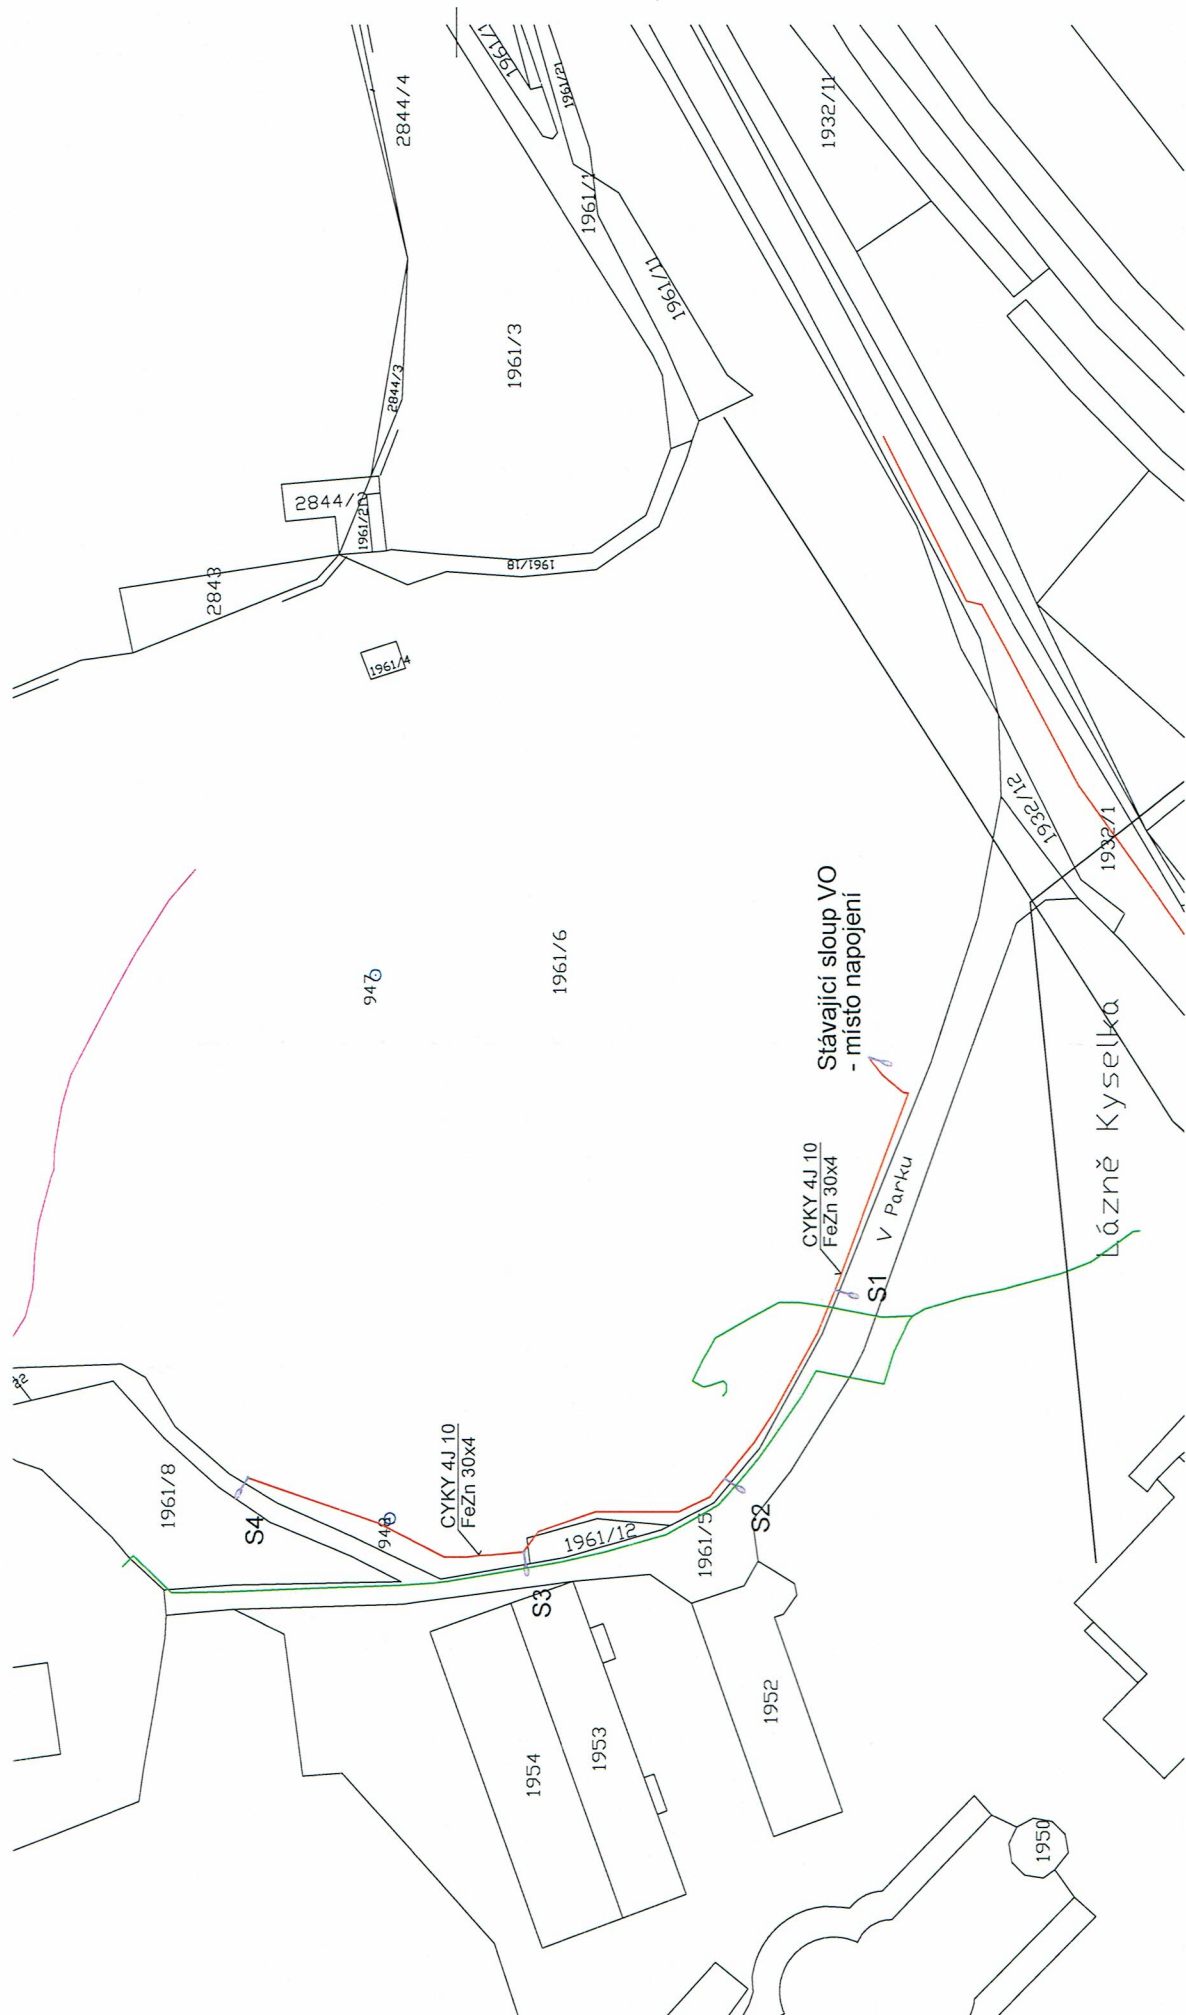 2844/4
1961/1
1961/21
1932/11
1961/1
1961/11
1961/3
2844/3
2844/2
1961/18
2843
1961/4
1932/12
1932/1
Stávající sloup VO
- místo napojení
947
1961/6
Lázně Kyselka
CYKY 4J 10
FeZn 30x4
V Parku
S1
CYKY 4J 10
FeZn 30x4
1961/8
S4
948
1961/12
1961/5
S2
S3
1952
1953
1954
1950